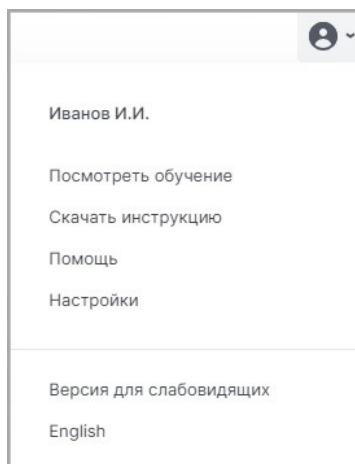 Иванов И.И.
Посмотреть обучение
Скачать инструкцию
Помощь
Настройки
Версия для слабовидящих
English